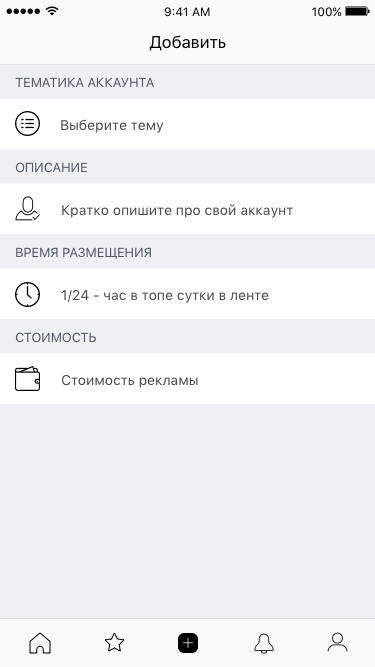 9:41 AM 100%
Добавить
ТЕМАТИКА АККАУНТА
Выберите тему
ОПИСАНИЕ
Кратко опишите про свой аккаунт
ВРЕМЯ РАЗМЕЩЕНИЯ
1/24 - час в топе сутки в ленте
СТОИМОСТЬ
Стоимость рекламы